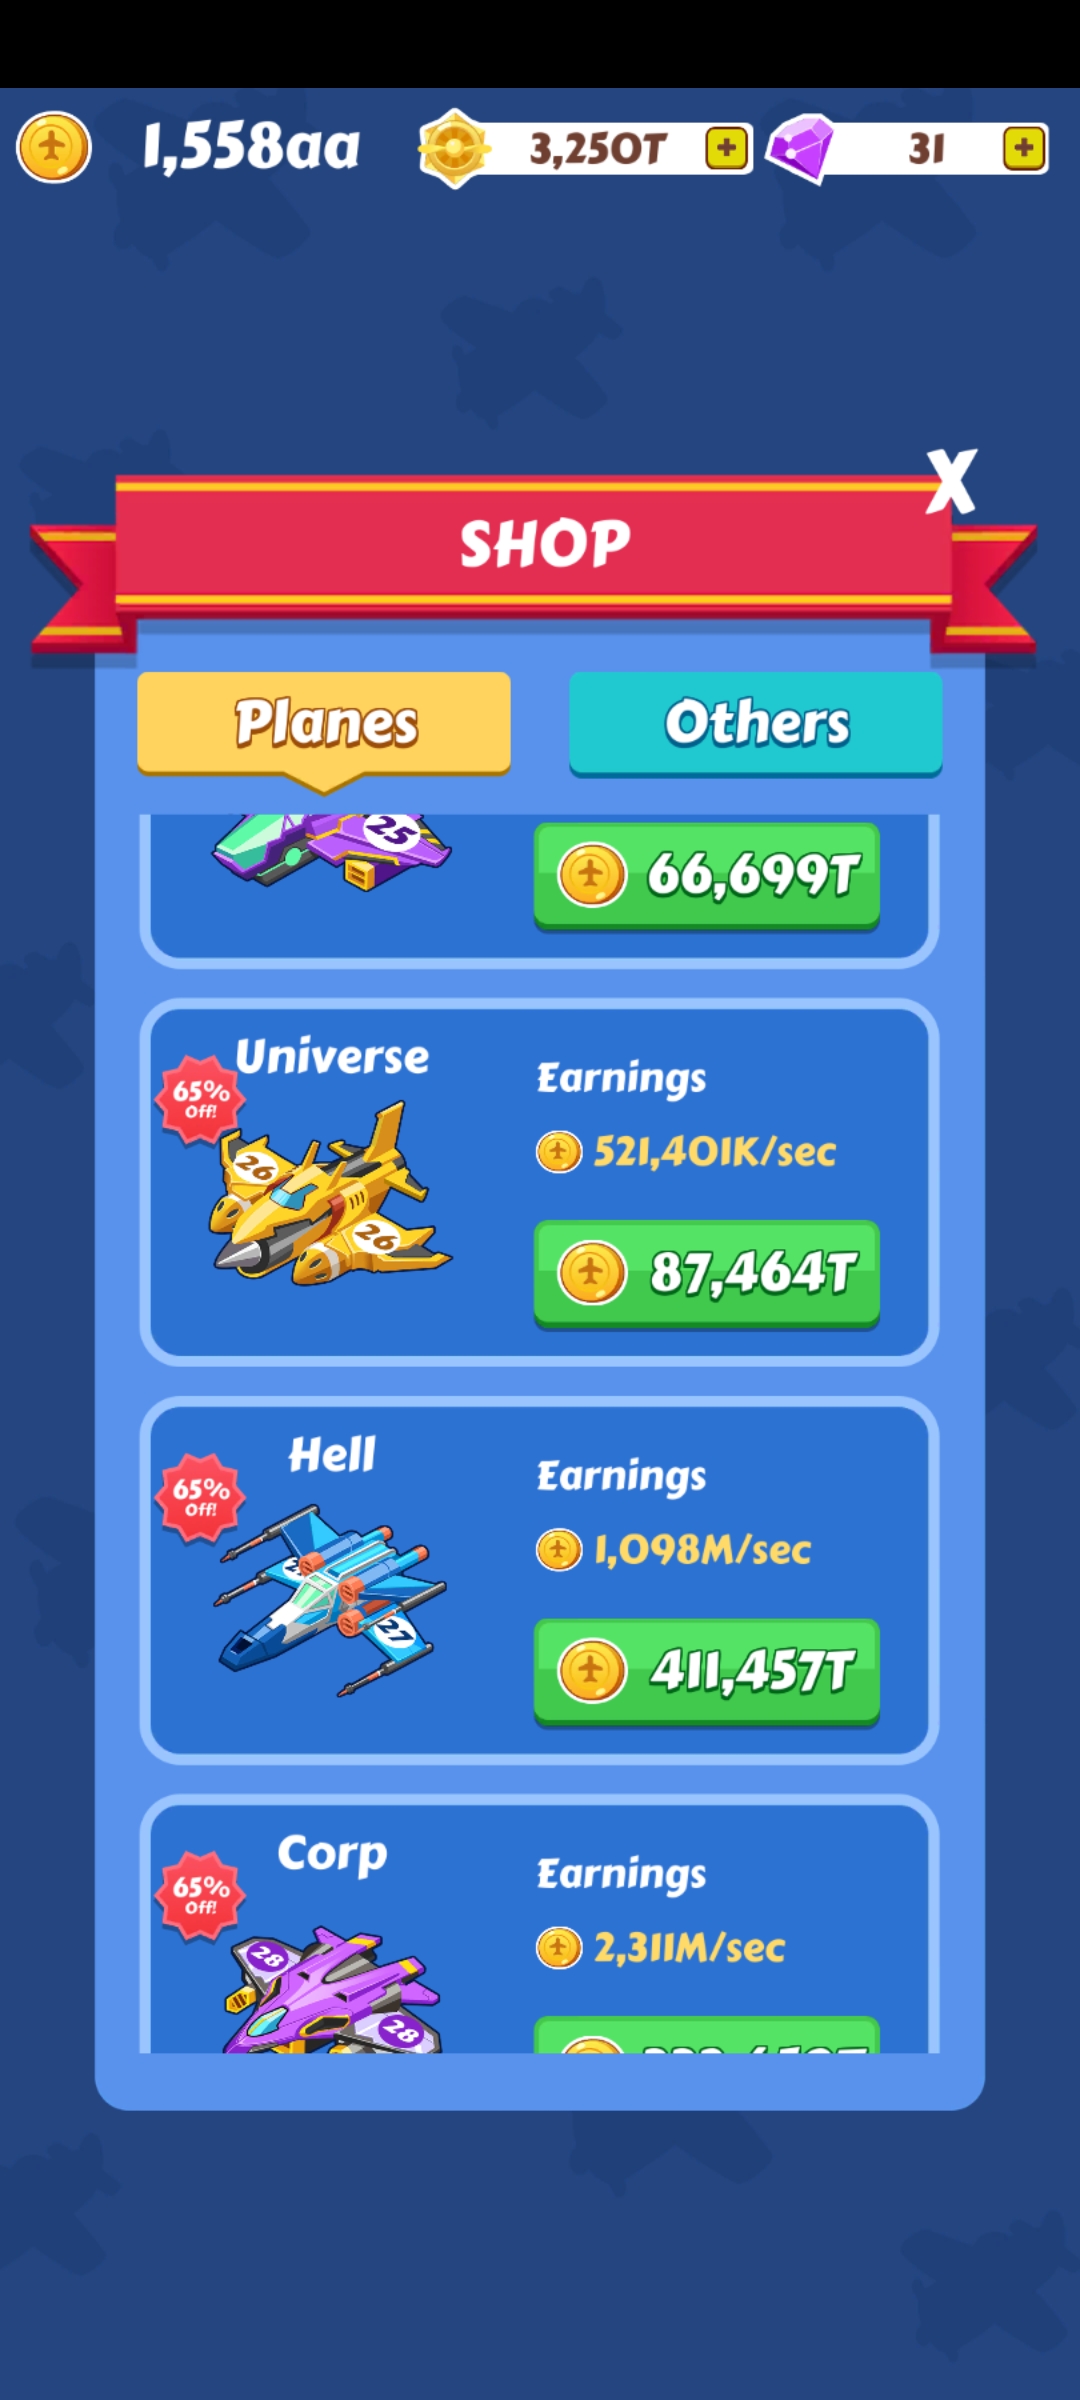 1,558aa
3,250T
31
X
SHOP
Planes
Others
25
66,699T
Universe
65%
Off!
Earnings
521,401K/sec
26
26
87,464T
Hell
65%
Off!
Earnings
1,098M/sec
27
411,457T
Corp
65%
Off!
Earnings
2,311M/sec
28
28